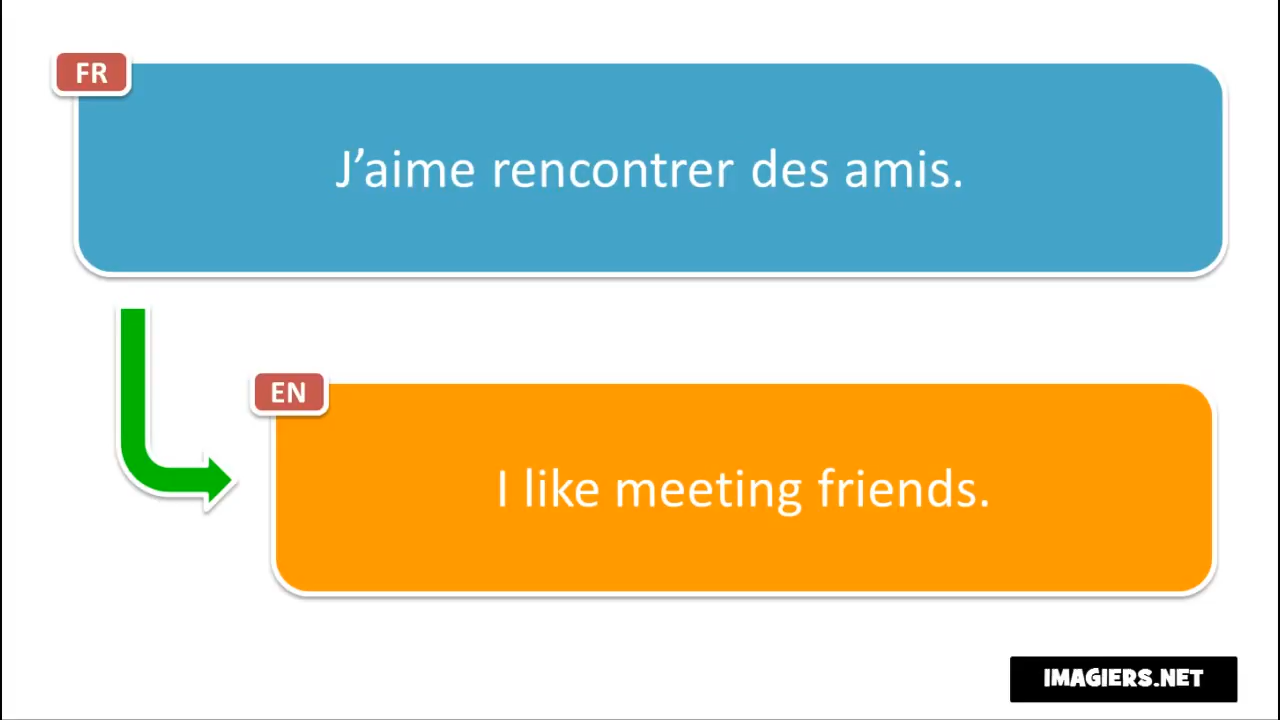 FR
J’aime rencontrer des amis.
EN
I like meeting friends.
IMAGIERS.NET